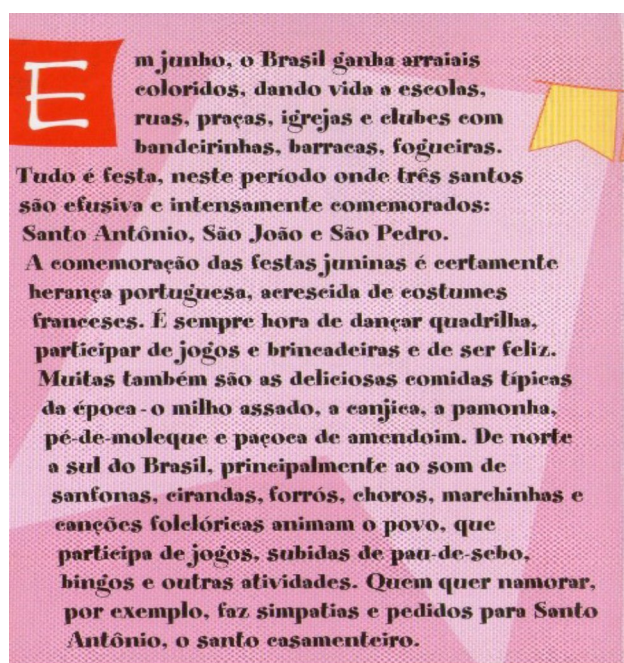 Em junho, o Brasil ganha arraiais
coloridos, dando vida a escolas,
ruas, praças, igrejas e clubes com
bandeirinhas, barracas, fogueiras.
Tudo é festa, neste período onde três santos
são efusiva e intensamente comemorados:
Santo Antônio, São João e São Pedro.
A comemoração das festas juninas é certamente
herança portuguesa, acrescida de costumes
franceses. É sempre hora de dançar quadrilha,
participar de jogos e brincadeiras e de ser feliz.
Muitas também são as deliciosas comidas típicas
da época - o milho assado, a canjica, a pamonha,
pé-de-moleque e paçoca de amendoim. De norte
a sul do Brasil, principalmente ao som de
sanfonas, cirandas, forrós, choros, marchinhas e
canções folclóricas animam o povo, que
participa de jogos, subidas de pau-de-sebo,
bingos e outras atividades. Quem quer namorar,
por exemplo, faz simpatias e pedidos para Santo
Antônio, o santo casamenteiro.